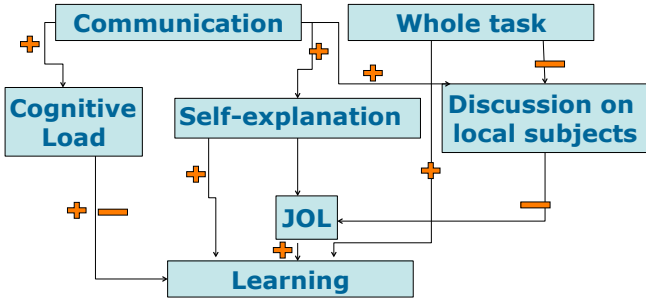 Communication
Whole task
Cognitive
Load
Self-explanation
Discussion on
local subjects
JOL
Learning